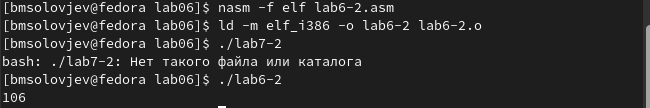 [bmsolovjev@fedora lab06]$ nasm -f elf lab6-2.asm
[bmsolovjev@fedora lab06]$ ld -m elf_i386 -o lab6-2 lab6-2.o
[bmsolovjev@fedora lab06]$ ./lab7-2
bash: ./lab7-2: Нет такого файла или каталога
[bmsolovjev@fedora lab06]$ ./lab6-2
106